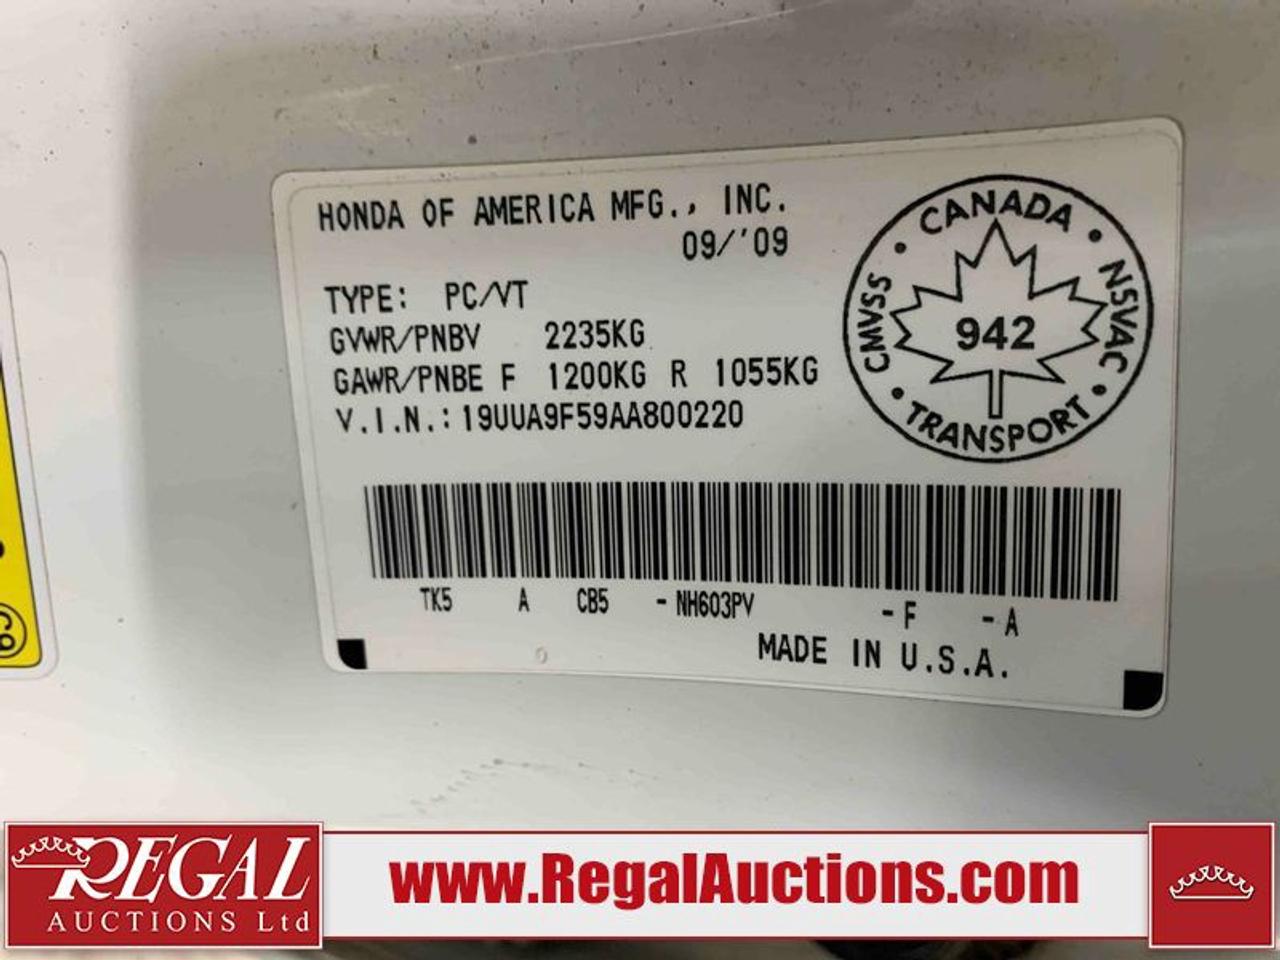 HONDA OF AMERICA MFG., INC.
09/'09
TYPE: PC/VT
GVWR/PNBV 2235KG
GAWR/PNBE F 1200KG R 1055KG
V.I.N.: 19UUA9F59AA800220
CANADA
CMVSS
942
NSVAC
TRANSPORT
TK5 A CB5 - NH603PV - F - A
MADE IN U.S.A.
REGAL
AUCTIONS Ltd
www.RegalAuctions.com